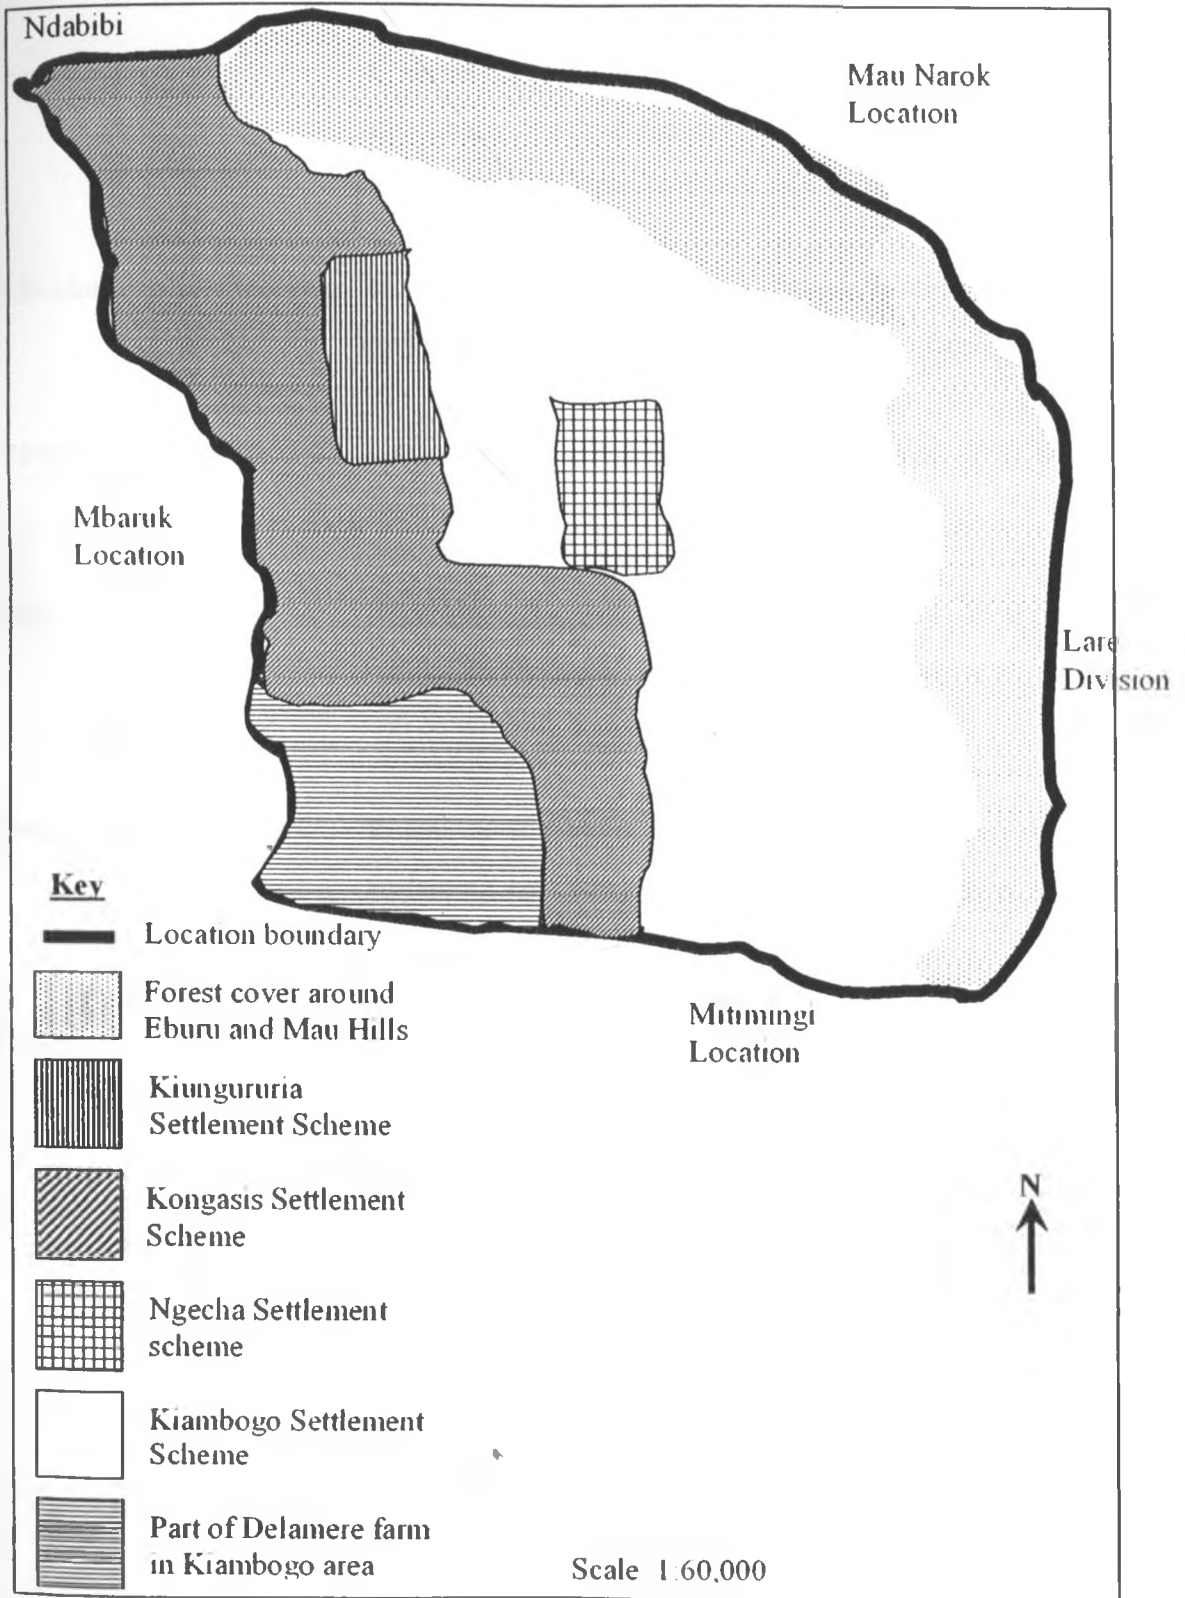 Ndabibi
Mau Narok
Location
Mbaruk
Location
Lare
Division
Key
Location boundary
Forest cover around
Eburu and Mau Hills
Mitimingi
Location
Kiungururia
Settlement Scheme
Kongasis Settlement
Scheme
N
Ngecha Settlement
scheme
Kiambogo Settlement
Scheme
Part of Delamere farm
in Kiambogo area
Scale 1:60,000